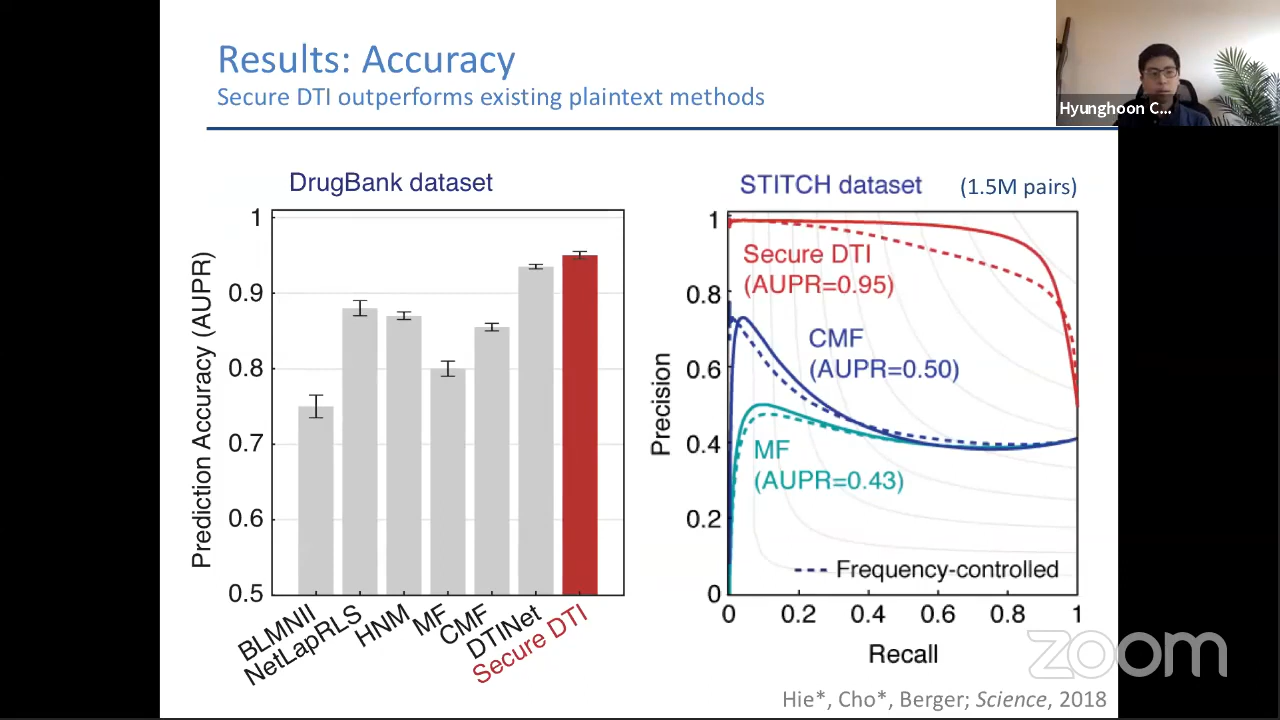 Results: Accuracy
Secure DTI outperforms existing plaintext methods
Hyunghoon C...
DrugBank dataset
Prediction Accuracy (AUPR)
1
0.9
0.8
0.7
0.6
0.5
BLMNII
NetLapRLS
HNM
MF
CMF
DTINet
Secure DTI
STITCH dataset
(1.5M pairs)
Precision
1
0.8
0.6
0.4
0.2
0
Secure DTI
(AUPR=0.95)
CMF
(AUPR=0.50)
MF
(AUPR=0.43)
Frequency-controlled
0 0.2 0.4 0.6 0.8 1
Recall
zoom
Hie*, Cho*, Berger; Science, 2018